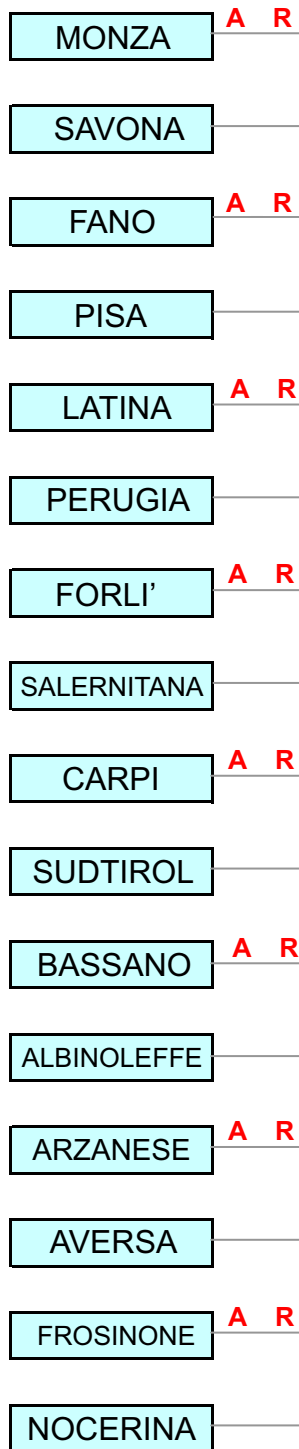 MONZA A R
SAVONA
FANO A R
PISA
LATINA A R
PERUGIA
FORLI’ A R
SALERNITANA
CARPI A R
SUDTIROL
BASSANO A R
ALBINOLEFFE
ARZANESE A R
AVERSA
FROSINONE A R
NOCERINA